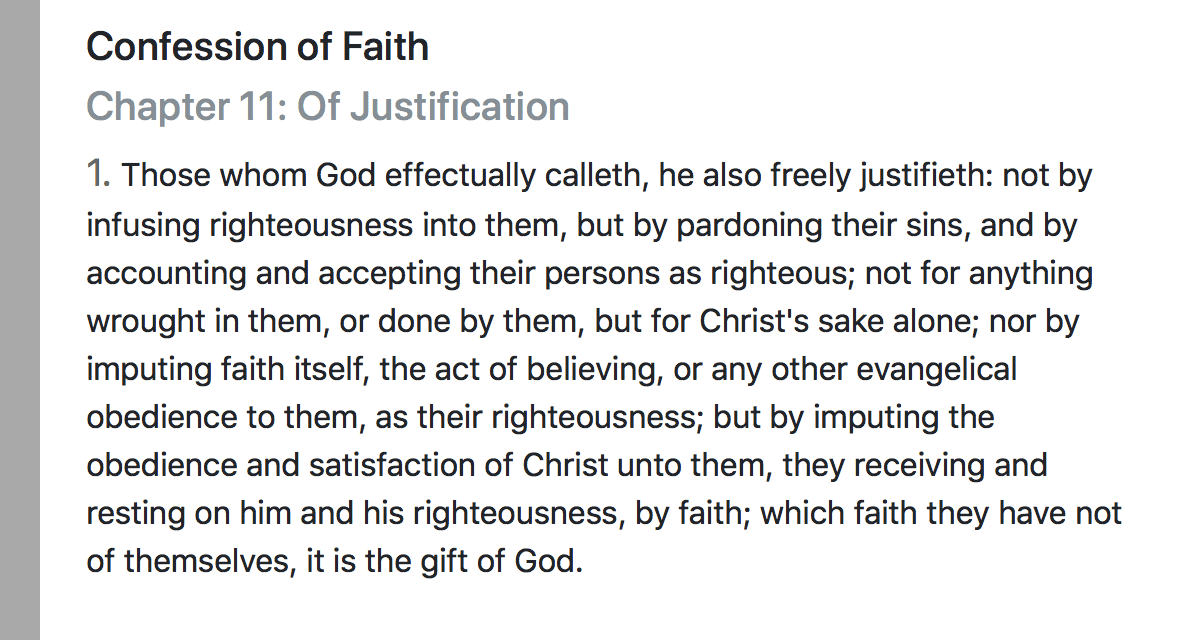 Confession of Faith
Chapter 11: Of Justification
1. Those whom God effectually calleth, he also freely justifieth: not by
infusing righteousness into them, but by pardoning their sins, and by
accounting and accepting their persons as righteous; not for anything
wrought in them, or done by them, but for Christ's sake alone; nor by
imputing faith itself, the act of believing, or any other evangelical
obedience to them, as their righteousness; but by imputing the
obedience and satisfaction of Christ unto them, they receiving and
resting on him and his righteousness, by faith; which faith they have not
of themselves, it is the gift of God.